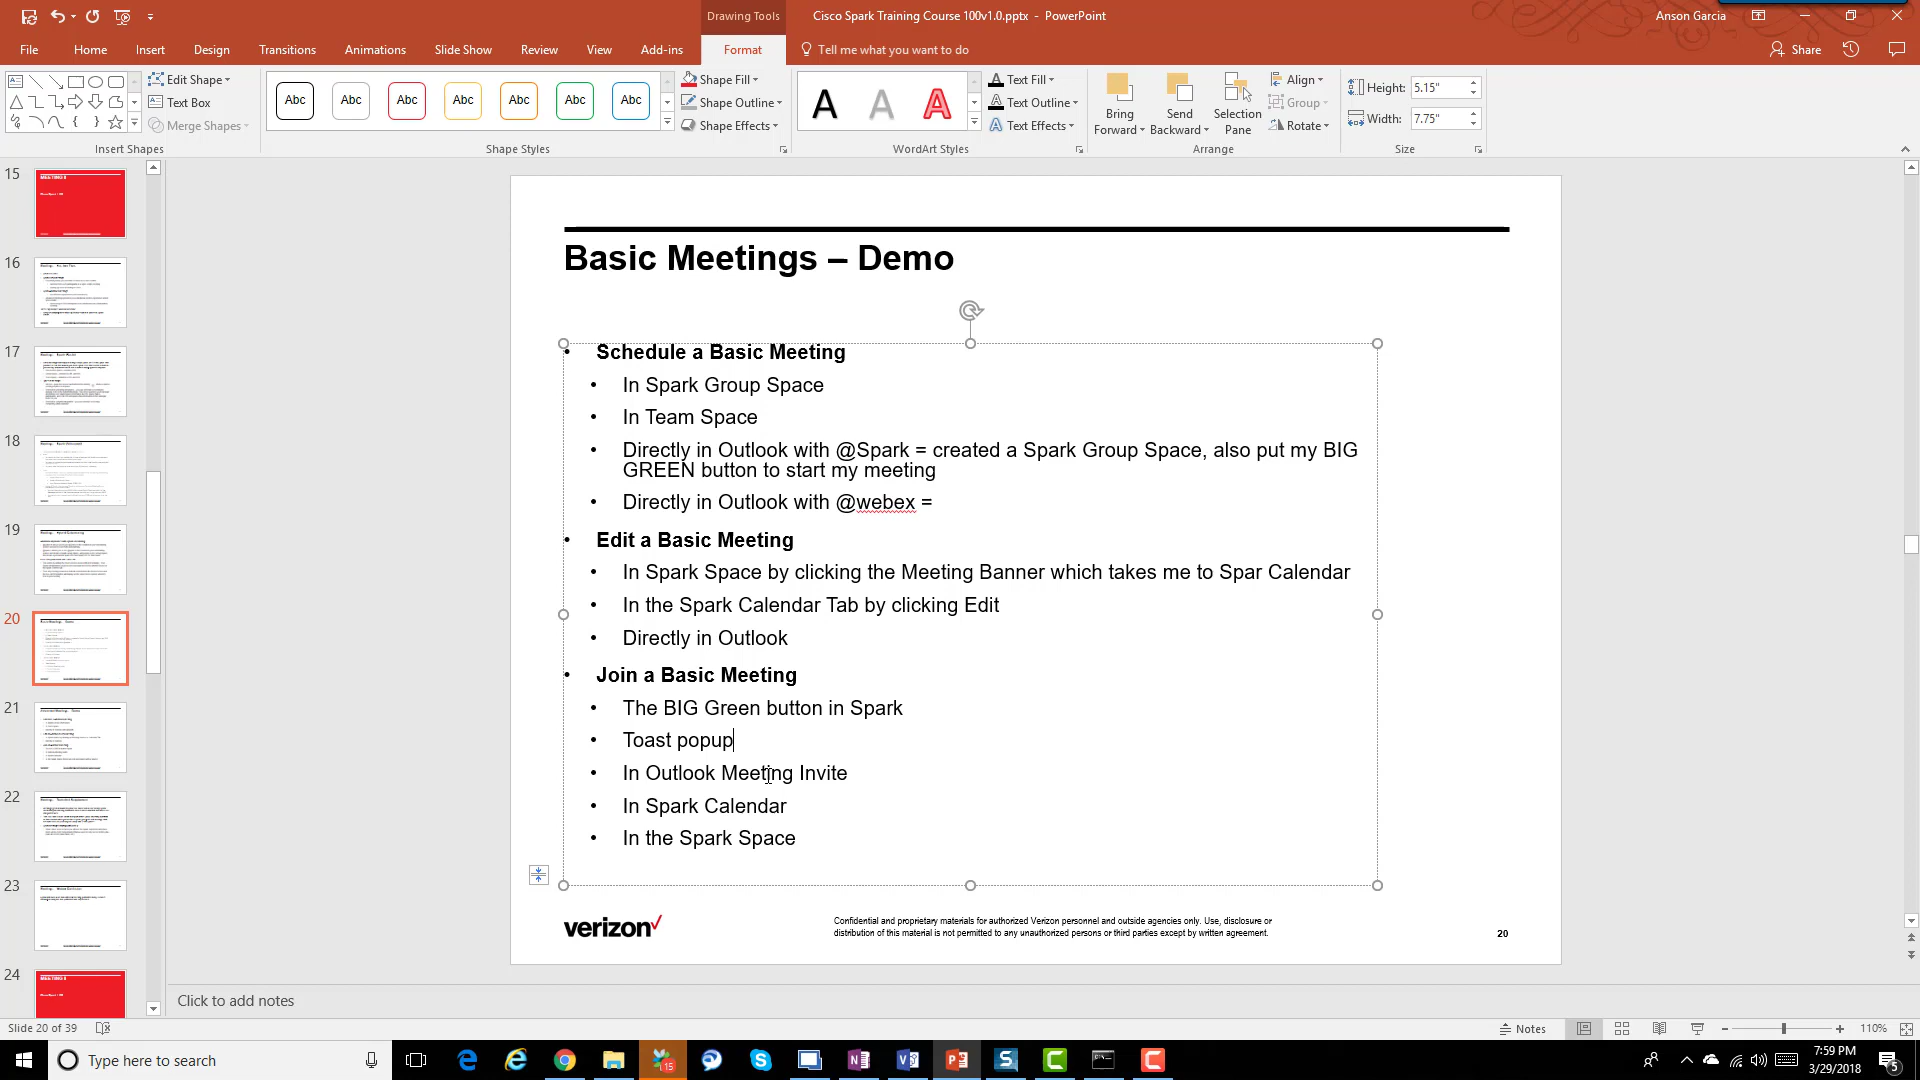 Drawing Tools
Cisco Spark Training Course 100v1.0.pptx - PowerPoint
Anson Garcia
File Home Insert Design Transitions Animations Slide Show Review View Add-ins Format Tell me what you want to do
Share
Edit Shape
Text Box
Merge Shapes
Insert Shapes
Abc Abc Abc Abc Abc Abc Abc
Shape Fill
Shape Outline
Shape Effects
Shape Styles
A A A
Text Fill
Text Outline
Text Effects
WordArt Styles
Bring Forward
Send Backward
Selection Pane
Align
Group
Rotate
Arrange
Height: 5.15"
Width: 7.75"
Size
15
16
17
18
19
20
21
22
23
24
Basic Meetings – Demo
• Schedule a Basic Meeting
• In Spark Group Space
• In Team Space
• Directly in Outlook with @Spark = created a Spark Group Space, also put my BIG
GREEN button to start my meeting
• Directly in Outlook with @webex =
• Edit a Basic Meeting
• In Spark Space by clicking the Meeting Banner which takes me to Spar Calendar
• In the Spark Calendar Tab by clicking Edit
• Directly in Outlook
• Join a Basic Meeting
• The BIG Green button in Spark
• Toast popup
• In Outlook Meeting Invite
• In Spark Calendar
• In the Spark Space
verizon
Confidential and proprietary materials for authorized Verizon personnel and outside agencies only. Use, disclosure or
distribution of this material is not permitted to any unauthorized persons or third parties except by written agreement.
20
Click to add notes
Slide 20 of 39
Notes
110%
Type here to search
15
7:59 PM
3/29/2018
5